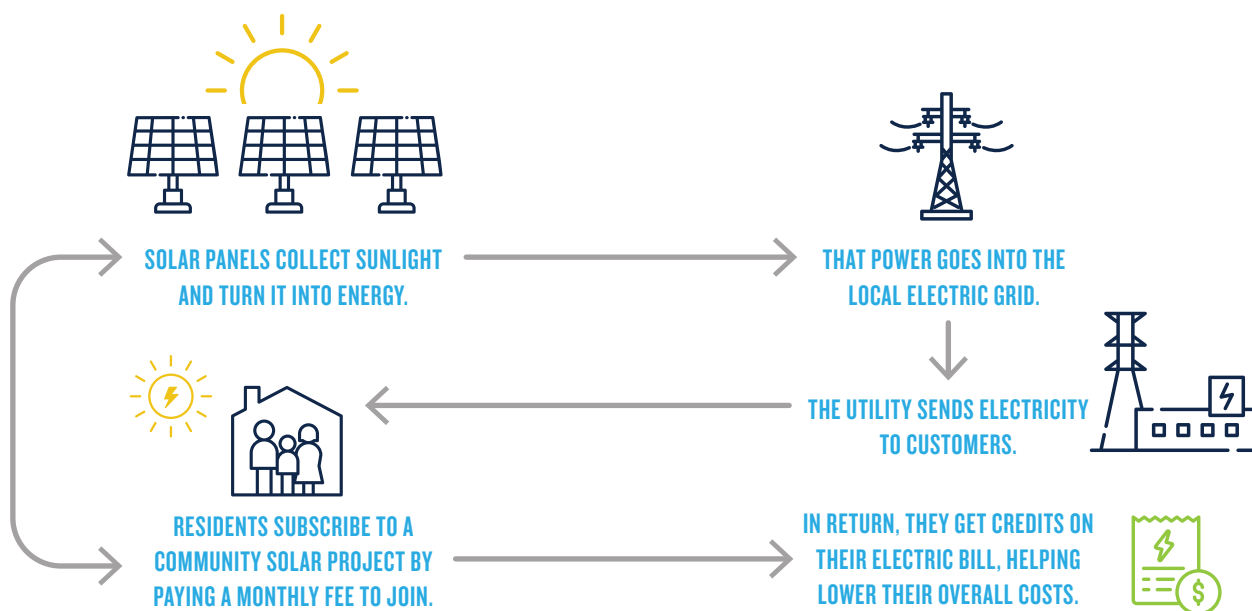 SOLAR PANELS COLLECT SUNLIGHT
AND TURN IT INTO ENERGY.
THAT POWER GOES INTO THE
LOCAL ELECTRIC GRID.
THE UTILITY SENDS ELECTRICITY
TO CUSTOMERS.
RESIDENTS SUBSCRIBE TO A
COMMUNITY SOLAR PROJECT BY
PAYING A MONTHLY FEE TO JOIN.
IN RETURN, THEY GET CREDITS ON
THEIR ELECTRIC BILL, HELPING
LOWER THEIR OVERALL COSTS.
$